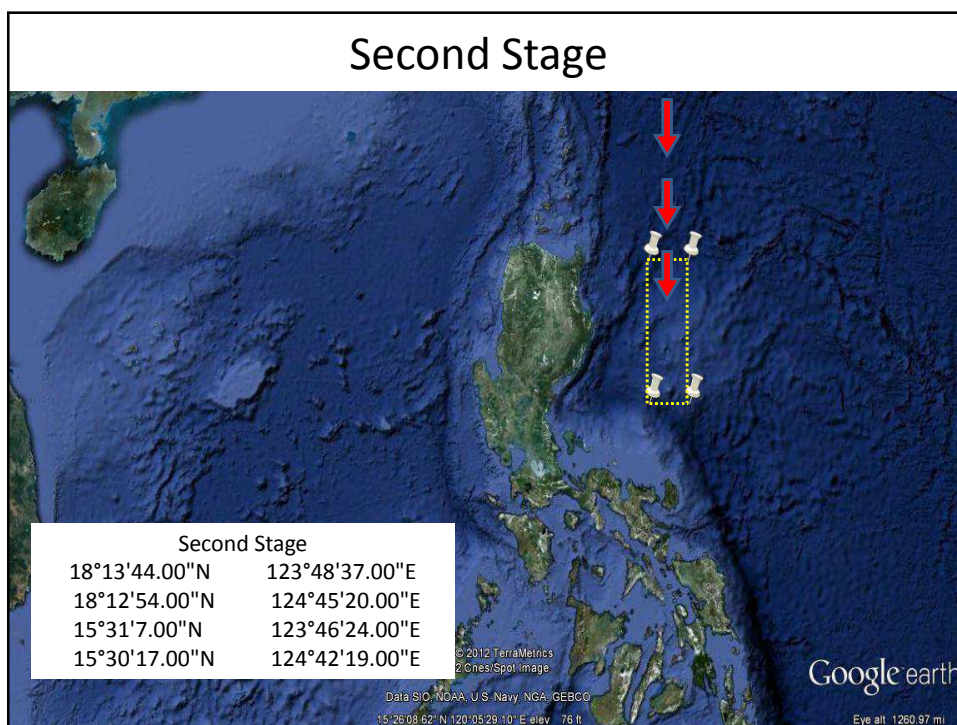 Second Stage
Second Stage
18°13'44.00"N 123°48'37.00"E
18°12'54.00"N 124°45'20.00"E
15°31'7.00"N 123°46'24.00"E
15°30'17.00"N 124°42'19.00"E
© 2012 TerraMetrics
2 Cnes/Spot Image
Data SIO, NOAA, U.S. Navy, NGA, GEBCO
Google earth
15°26'08.62" N 120°05'29.10" E elev 76 ft
Eye alt 1260.97 mi